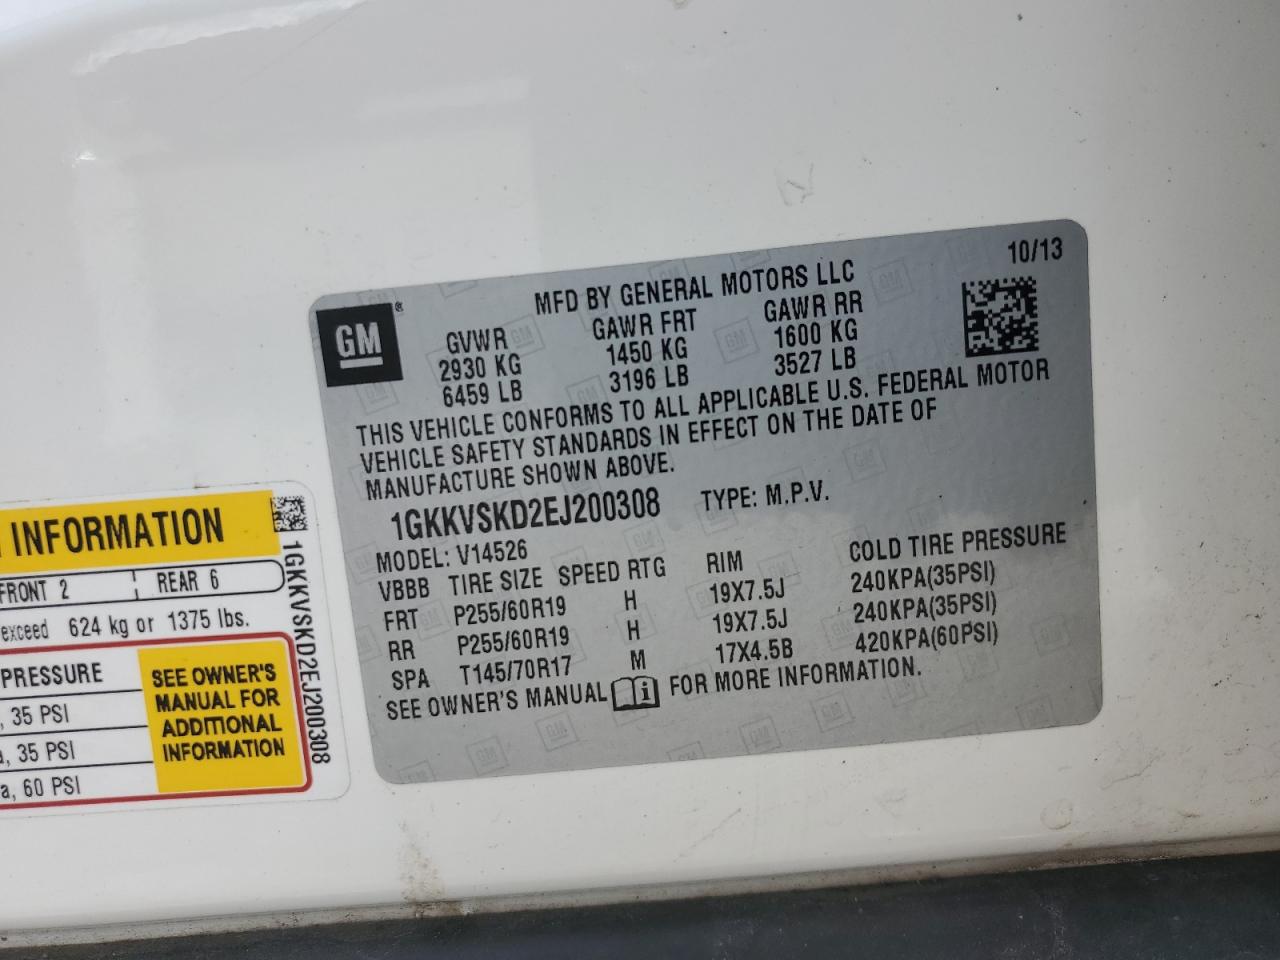 10/13
GM ®
MFD BY GENERAL MOTORS LLC
GVWR GAWR FRT GAWR RR
2930 KG 1450 KG 1600 KG
6459 LB 3196 LB 3527 LB
THIS VEHICLE CONFORMS TO ALL APPLICABLE U.S. FEDERAL MOTOR
VEHICLE SAFETY STANDARDS IN EFFECT ON THE DATE OF
MANUFACTURE SHOWN ABOVE.
1GKKVSKD2EJ200308 TYPE: M.P.V.
MODEL: V14526
VBBB TIRE SIZE SPEED RTG RIM COLD TIRE PRESSURE
FRT P255/60R19 H 19X7.5J 240KPA(35PSI)
RR P255/60R19 H 19X7.5J 240KPA(35PSI)
SPA T145/70R17 M 17X4.5B 420KPA(60PSI)
SEE OWNER'S MANUAL i FOR MORE INFORMATION.
INFORMATION
FRONT 2 REAR 6
exceed 624 kg or 1375 lbs.
PRESSURE
, 35 PSI
a, 35 PSI
a, 60 PSI
SEE OWNER'S
MANUAL FOR
ADDITIONAL
INFORMATION
1GKKVSKD2EJ200308